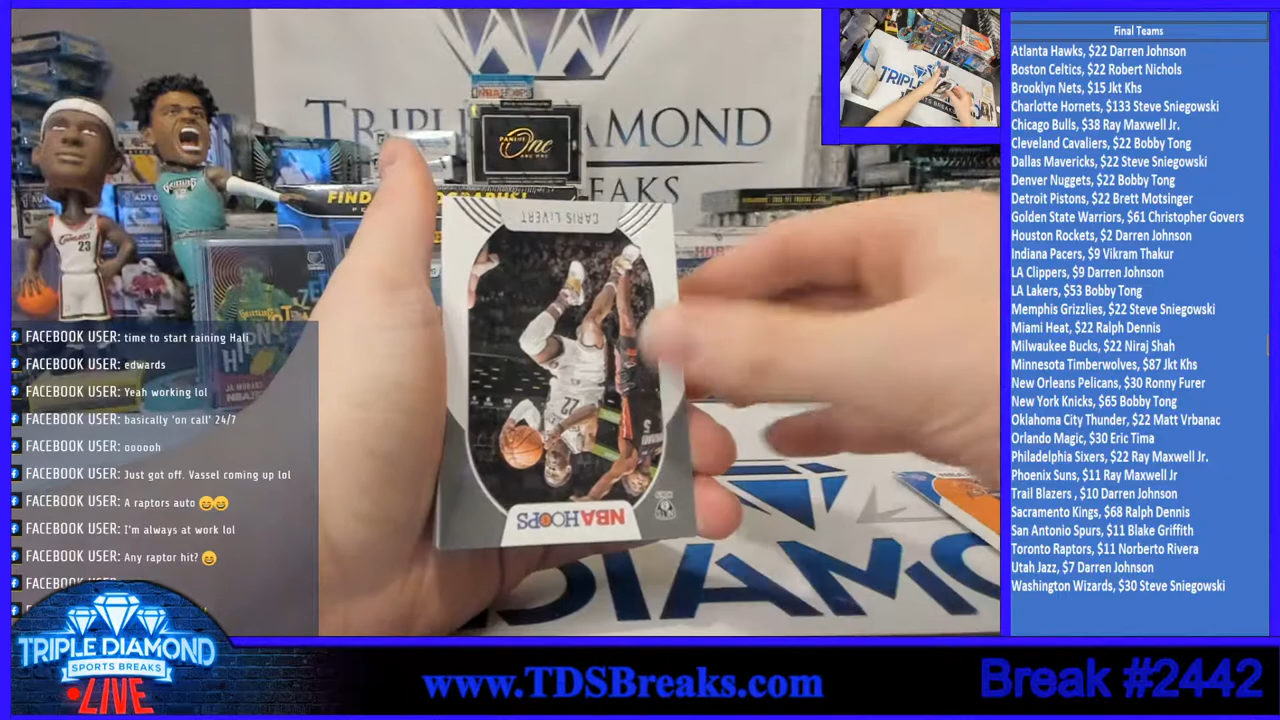 Final Teams
Atlanta Hawks, $22 Darren Johnson
Boston Celtics, $22 Robert Nichols
Brooklyn Nets, $15 Jkt Khs
Charlotte Hornets, $133 Steve Sniegowski
Chicago Bulls, $38 Ray Maxwell Jr.
Cleveland Cavaliers, $22 Bobby Tong
Dallas Mavericks, $22 Steve Sniegowski
Denver Nuggets, $22 Bobby Tong
Detroit Pistons, $22 Brett Motsinger
Golden State Warriors, $61 Christopher Govers
Houston Rockets, $2 Darren Johnson
Indiana Pacers, $9 Vikram Thakur
LA Clippers, $9 Darren Johnson
LA Lakers, $53 Bobby Tong
Memphis Grizzlies, $22 Steve Sniegowski
Miami Heat, $22 Ralph Dennis
Milwaukee Bucks, $22 Niraj Shah
Minnesota Timberwolves, $87 Jkt Khs
New Orleans Pelicans, $30 Ronny Furer
New York Knicks, $65 Bobby Tong
Oklahoma City Thunder, $22 Matt Vrbanac
Orlando Magic, $30 Eric Tima
Philadelphia Sixers, $22 Ray Maxwell Jr.
Phoenix Suns, $11 Ray Maxwell Jr
Trail Blazers , $10 Darren Johnson
Sacramento Kings, $68 Ralph Dennis
San Antonio Spurs, $11 Blake Griffith
Toronto Raptors, $11 Norberto Rivera
Utah Jazz, $7 Darren Johnson
Washington Wizards, $30 Steve Sniegowski
TRIPLE DIAMOND
BREAKS
NBA HOOPS
PANINI
One
FIND
CARIS LEVERT
22
NBA HOOPS
23
FACEBOOK USER: time to start raining Hali
FACEBOOK USER: edwards
FACEBOOK USER: Yeah working lol
FACEBOOK USER: basically 'on call' 24/7
FACEBOOK USER: oooooh
FACEBOOK USER: Just got off. Vassel coming up lol
FACEBOOK USER: A raptors auto 😄😄
FACEBOOK USER: I'm always at work lol
FACEBOOK USER: Any raptor hit? 😄
DIAMO
TRIPLE DIAMOND
SPORTS BREAKS
LIVE
www.TDSBreaks.com
Break #2442